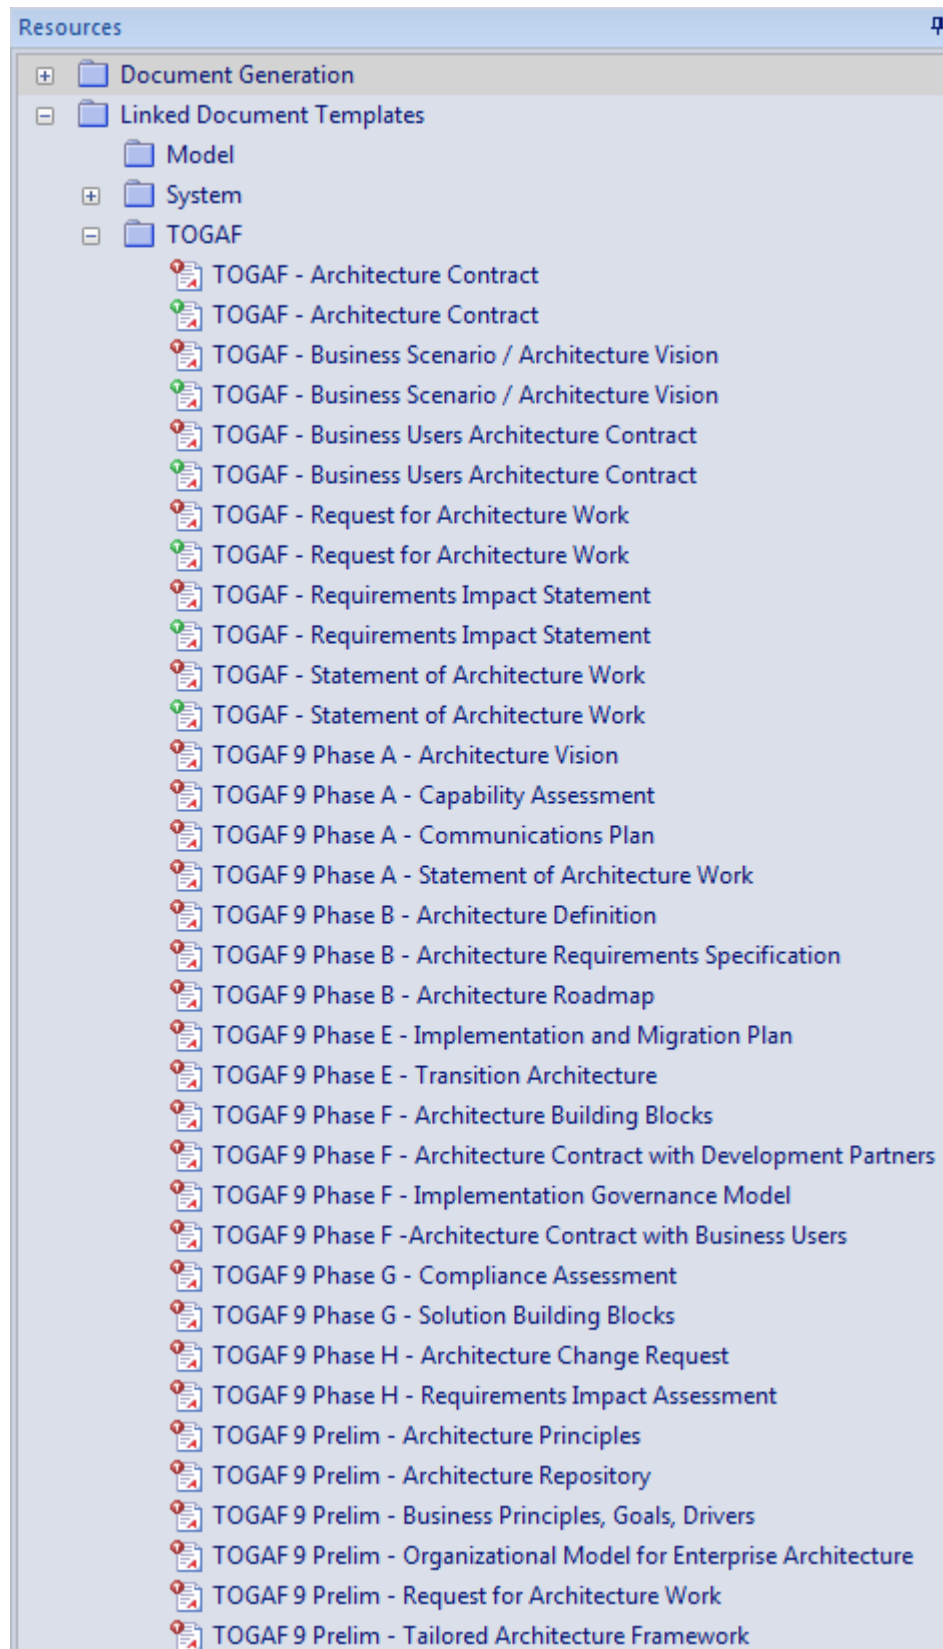 Resources
Document Generation
Linked Document Templates
Model
System
TOGAF
TOGAF - Architecture Contract
TOGAF - Architecture Contract
TOGAF - Business Scenario / Architecture Vision
TOGAF - Business Scenario / Architecture Vision
TOGAF - Business Users Architecture Contract
TOGAF - Business Users Architecture Contract
TOGAF - Request for Architecture Work
TOGAF - Request for Architecture Work
TOGAF - Requirements Impact Statement
TOGAF - Requirements Impact Statement
TOGAF - Statement of Architecture Work
TOGAF - Statement of Architecture Work
TOGAF 9 Phase A - Architecture Vision
TOGAF 9 Phase A - Capability Assessment
TOGAF 9 Phase A - Communications Plan
TOGAF 9 Phase A - Statement of Architecture Work
TOGAF 9 Phase B - Architecture Definition
TOGAF 9 Phase B - Architecture Requirements Specification
TOGAF 9 Phase B - Architecture Roadmap
TOGAF 9 Phase E - Implementation and Migration Plan
TOGAF 9 Phase E - Transition Architecture
TOGAF 9 Phase F - Architecture Building Blocks
TOGAF 9 Phase F - Architecture Contract with Development Partners
TOGAF 9 Phase F - Implementation Governance Model
TOGAF 9 Phase F -Architecture Contract with Business Users
TOGAF 9 Phase G - Compliance Assessment
TOGAF 9 Phase G - Solution Building Blocks
TOGAF 9 Phase H - Architecture Change Request
TOGAF 9 Phase H - Requirements Impact Assessment
TOGAF 9 Prelim - Architecture Principles
TOGAF 9 Prelim - Architecture Repository
TOGAF 9 Prelim - Business Principles, Goals, Drivers
TOGAF 9 Prelim - Organizational Model for Enterprise Architecture
TOGAF 9 Prelim - Request for Architecture Work
TOGAF 9 Prelim - Tailored Architecture Framework